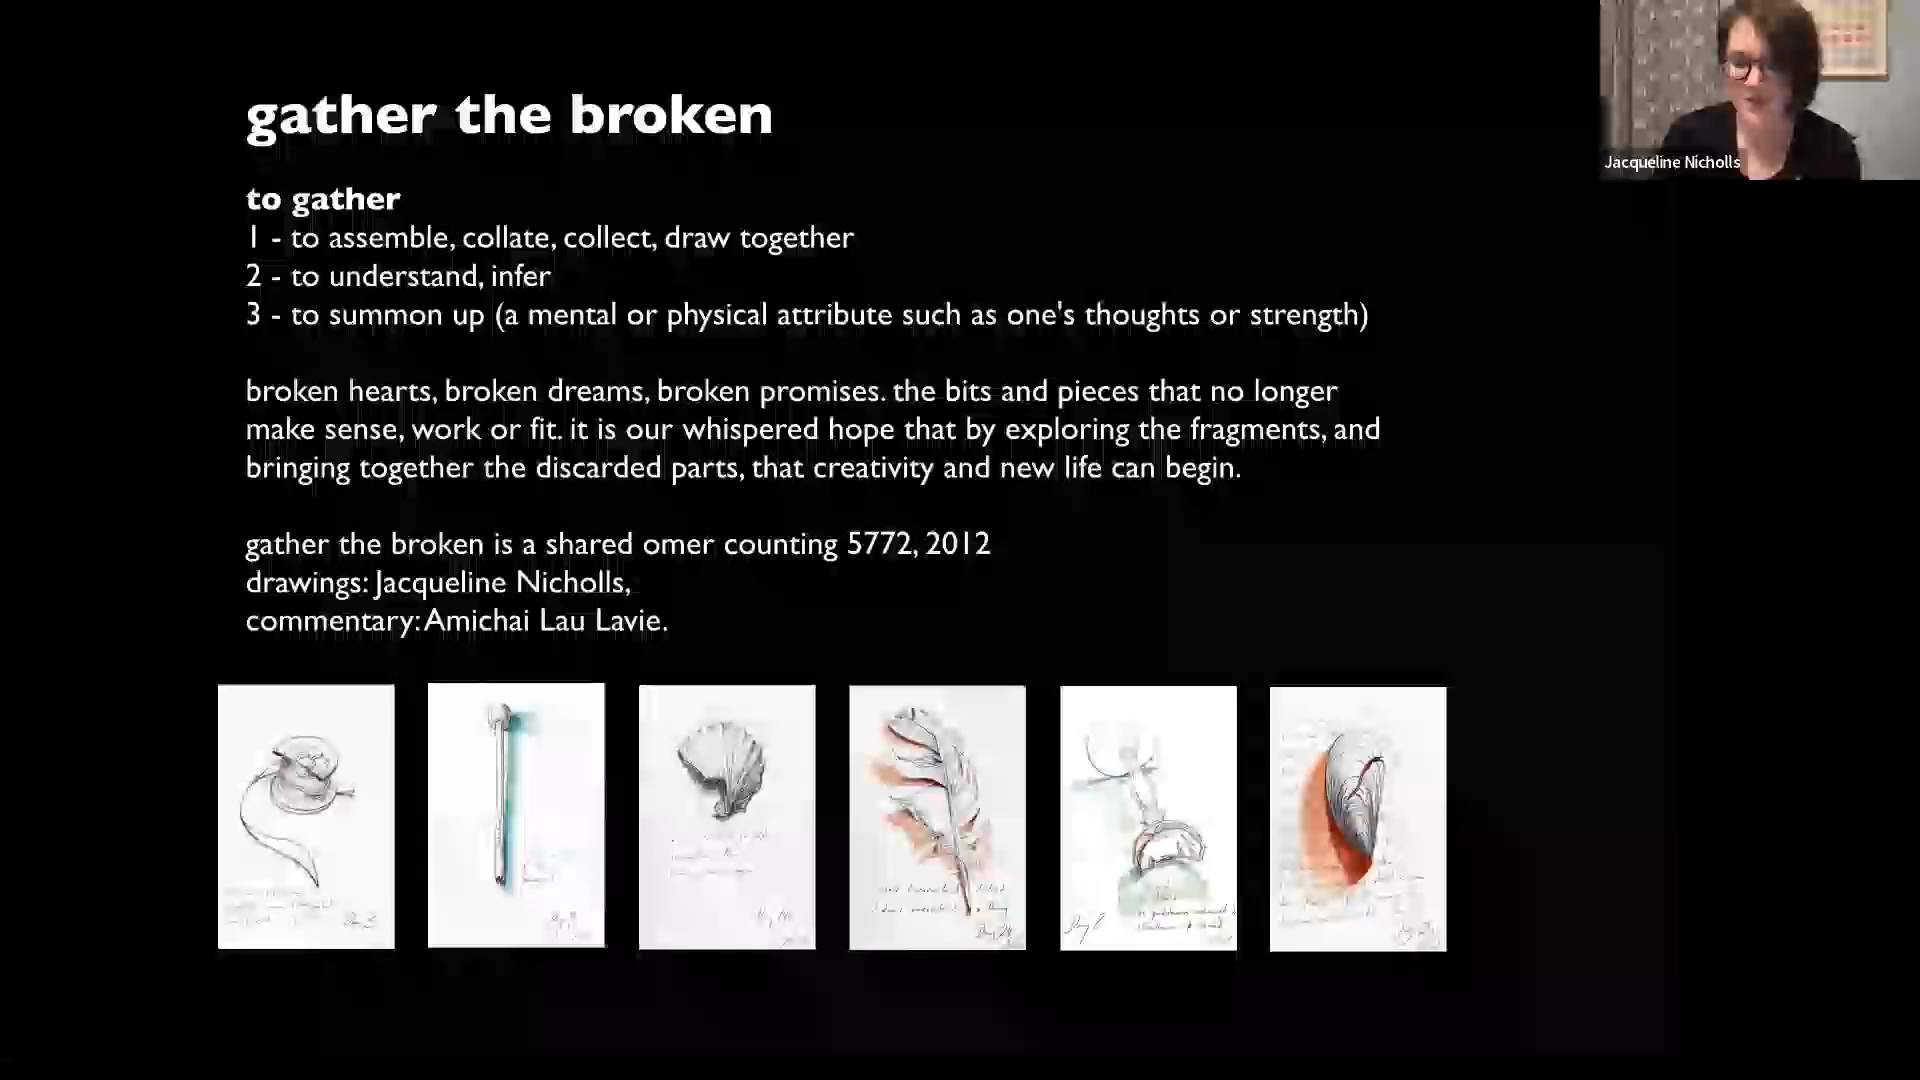 gather the broken
Jacqueline Nicholls
to gather
1 - to assemble, collate, collect, draw together
2 - to understand, infer
3 - to summon up (a mental or physical attribute such as one's thoughts or strength)
broken hearts, broken dreams, broken promises. the bits and pieces that no longer
make sense, work or fit. it is our whispered hope that by exploring the fragments, and
bringing together the discarded parts, that creativity and new life can begin.
gather the broken is a shared omer counting 5772, 2012
drawings: Jacqueline Nicholls,
commentary: Amichai Lau Lavie.
Day 8